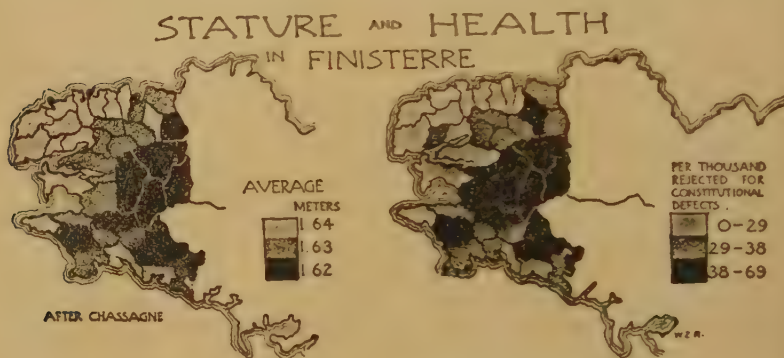 STATURE AND HEALTH
IN FINISTERRE
AVERAGE
METERS
1.64
1.63
1.62
AFTER CHASSAGNE
PER THOUSAND
REJECTED FOR
CONSTITUTIONAL
DEFECTS.
0-29
29-38
38-69
W.Z.R.